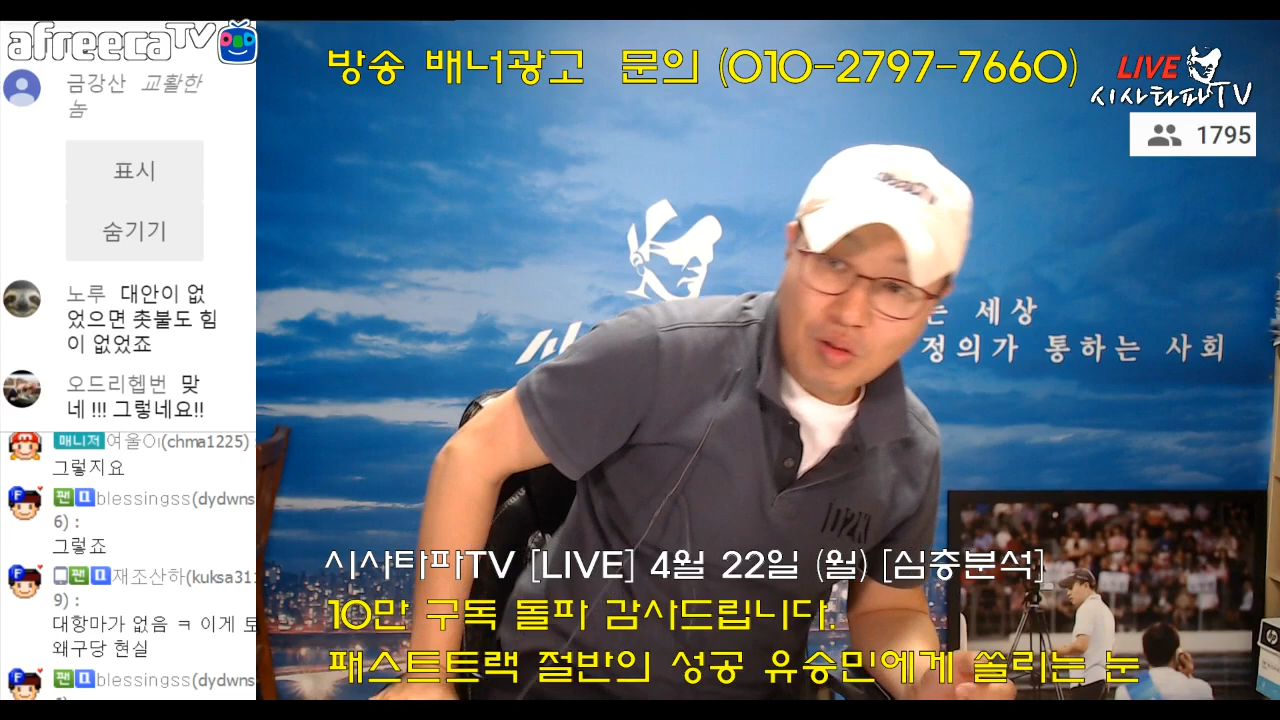 afreecaTV
금강산 교활한
놈
표시
숨기기
노루 대안이 없
었으면 촛불도 힘
이 없었죠
오드리헵번 맞
네 !!! 그렇네요!!
매니저 여울이(chma1225)
그렇지요
팬 blessingss(dydwns
6) :
그렇죠
팬 재조산하(kuksa311
9) :
대항마가 없음 ㅋ 이게 토
왜구당 현실
팬 blessingss(dydwns
방송 배너광고 문의 (010-2797-7660)
LIVE
시사타파TV
1795
는 세상
정의가 통하는 사회
시사타파TV [LIVE] 4월 22일 (월) [심층분석]
10만 구독 돌파 감사드립니다.
패스트트랙 절반의 성공 유승민에게 쏠리는 눈
hp